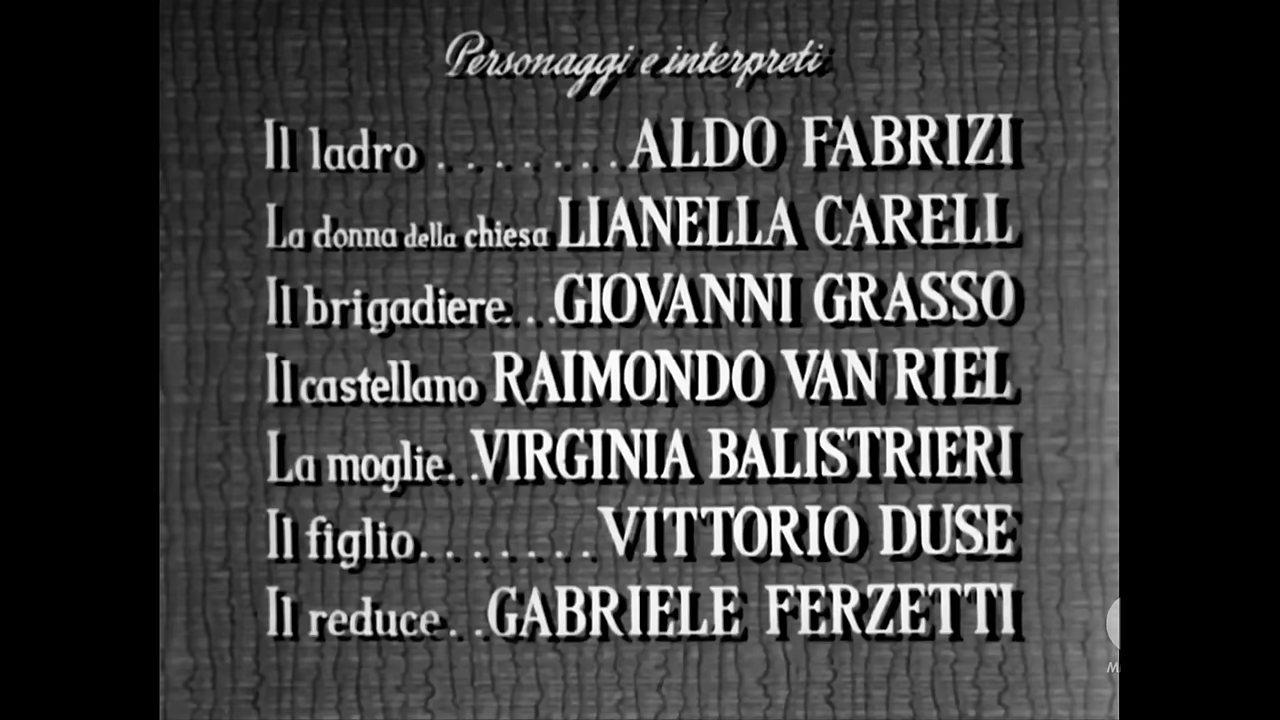 Personaggi e interpreti
Il ladro ........ ALDO FABRIZI
La donna della chiesa LIANELLA CARELL
Il brigadiere... GIOVANNI GRASSO
Il castellano RAIMONDO VAN RIEL
La moglie.. VIRGINIA BALISTRIERI
Il figlio....... VITTORIO DUSE
Il reduce.. GABRIELE FERZETTI